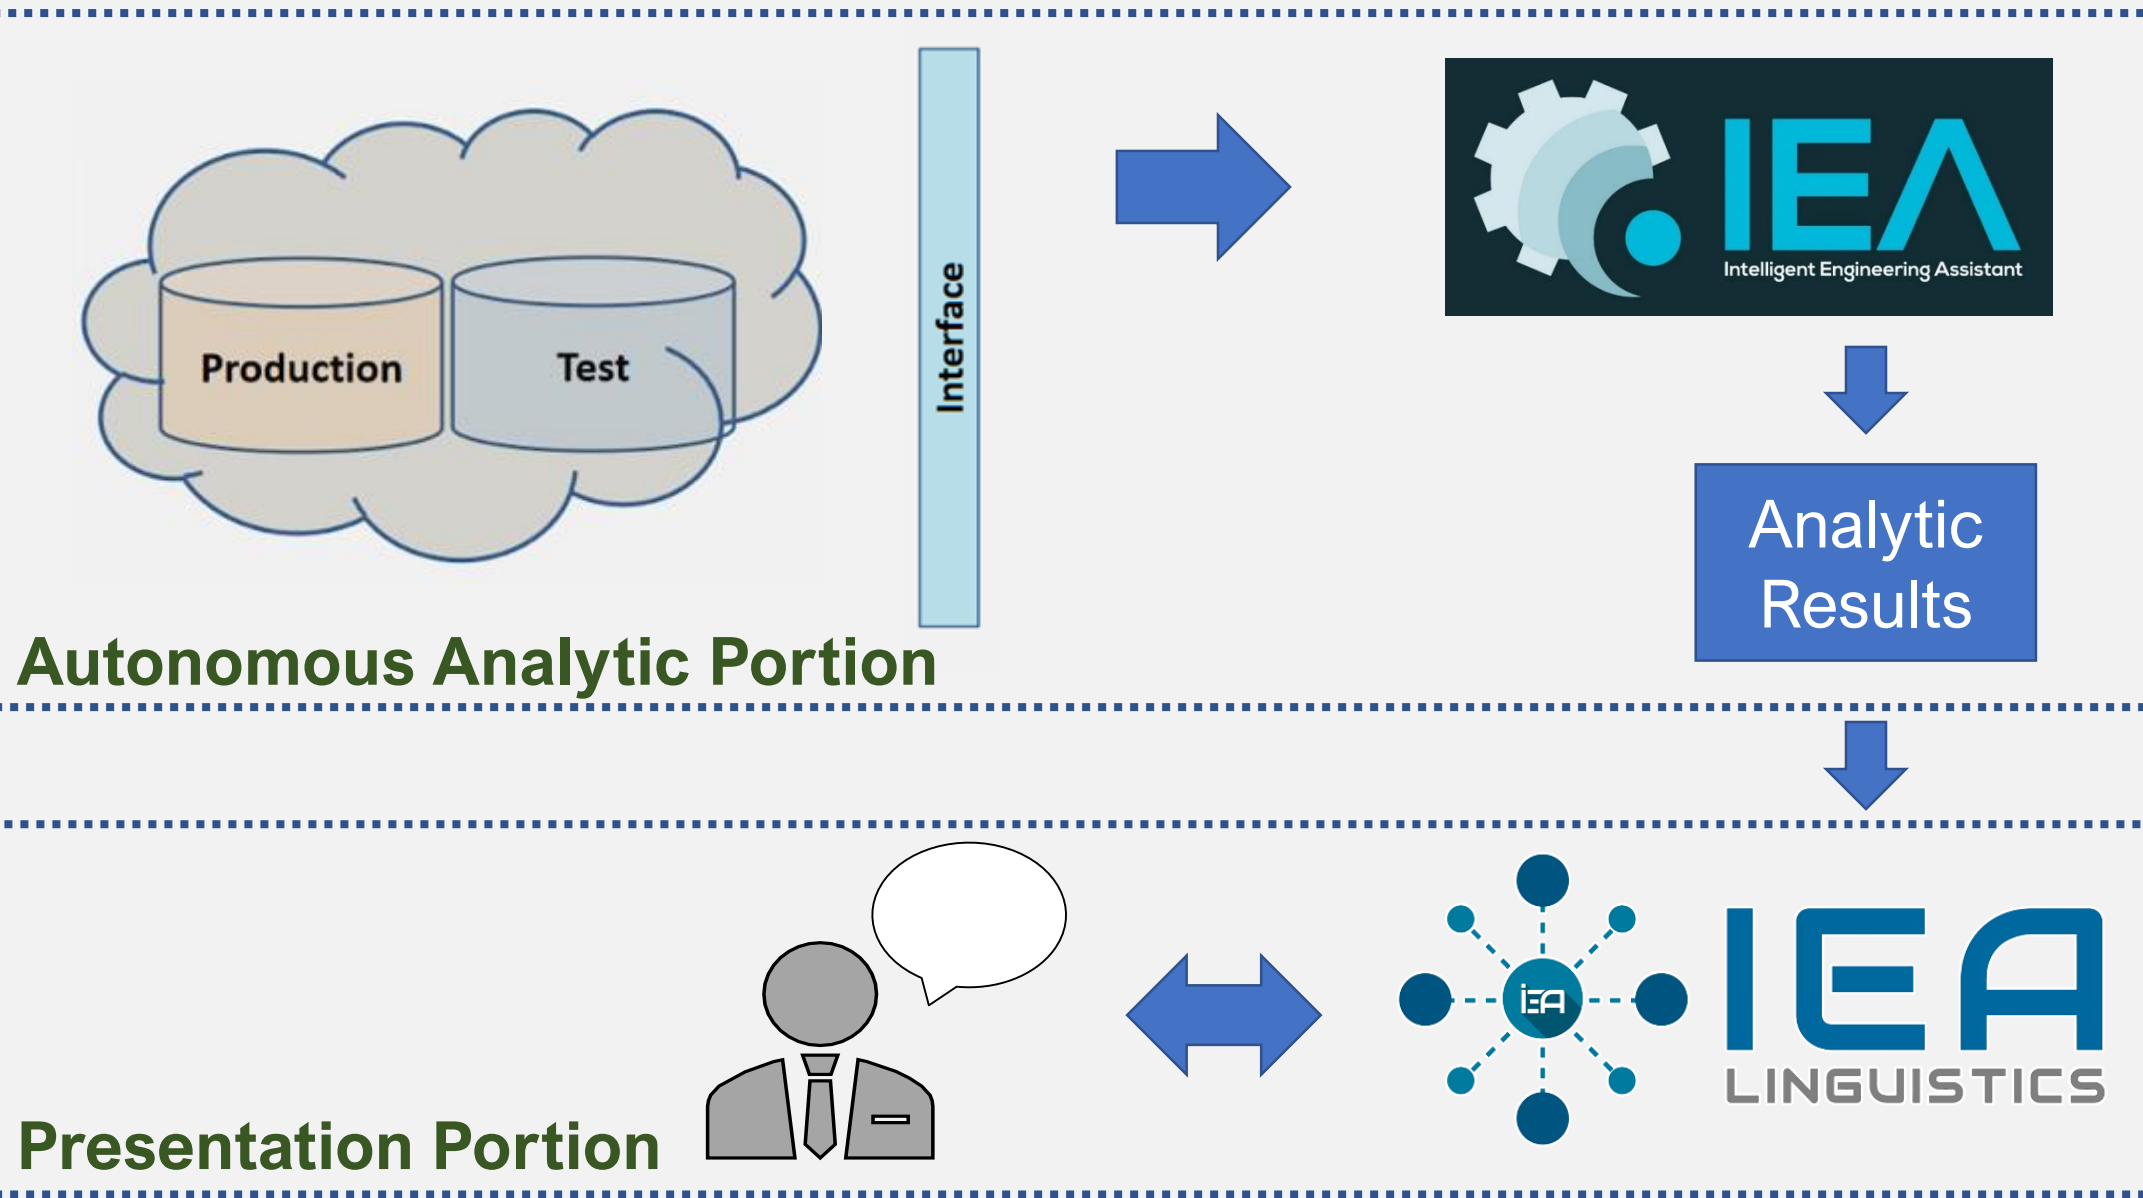 Production
Test
Interface
IEA
Intelligent Engineering Assistant
Analytic
Results
Autonomous Analytic Portion
iEA
IEA
LINGUISTICS
Presentation Portion